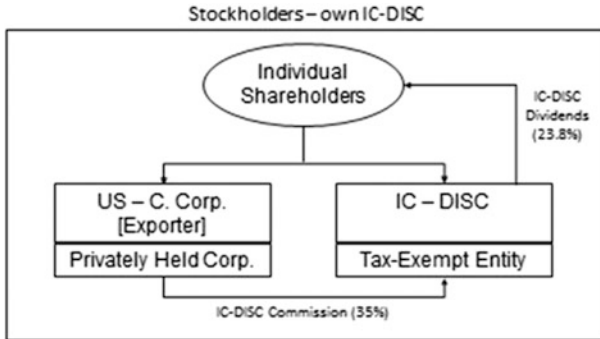 Stockholders – own IC-DISC
Individual
Shareholders
IC-DISC
Dividends
(23.8%)
US – C. Corp.
[Exporter]
Privately Held Corp.
IC – DISC
Tax-Exempt Entity
IC-DISC Commission (35%)